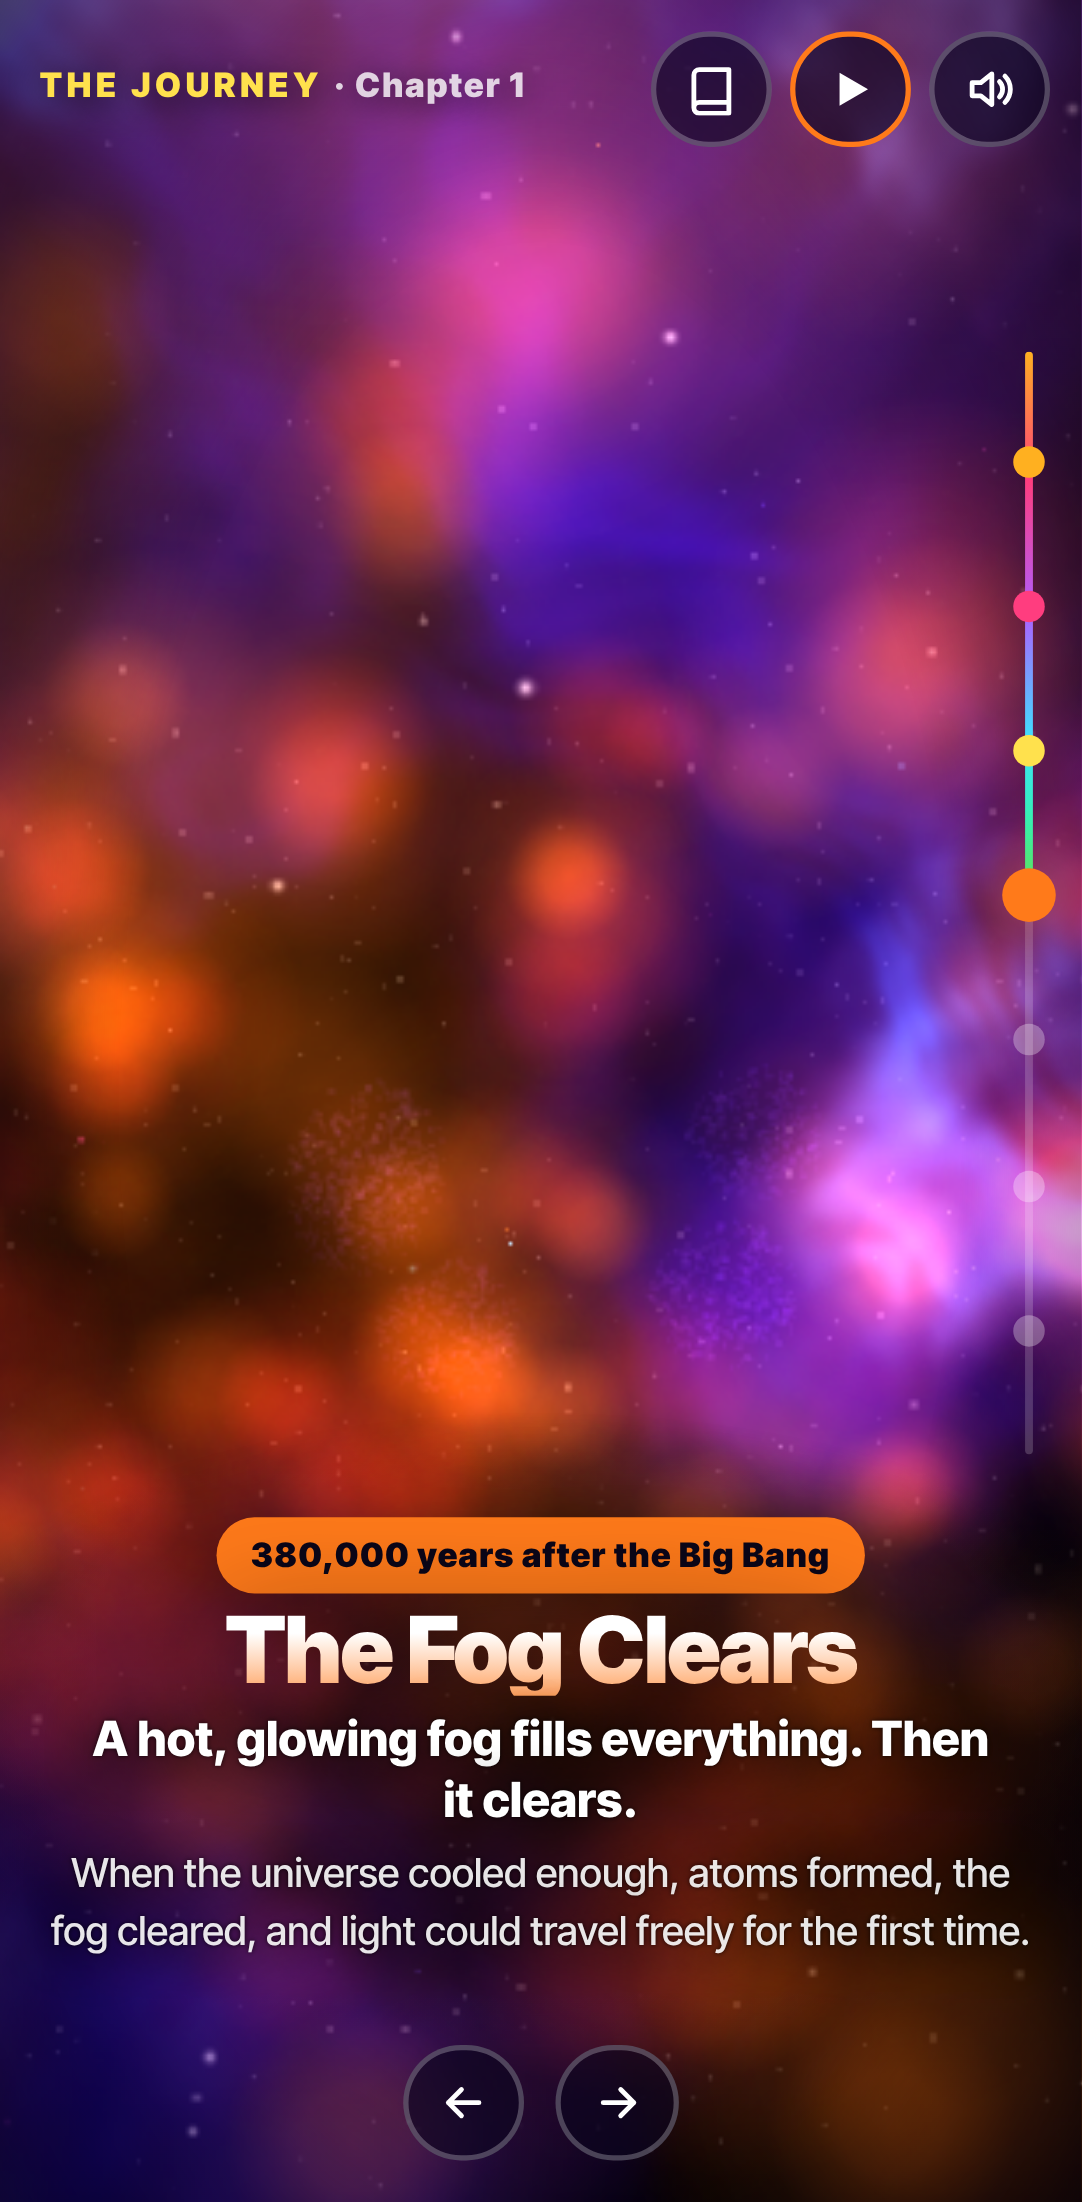 THE JOURNEY · Chapter 1
380,000 years after the Big Bang
The Fog Clears
A hot, glowing fog fills everything. Then
it clears.
When the universe cooled enough, atoms formed, the
fog cleared, and light could travel freely for the first time.